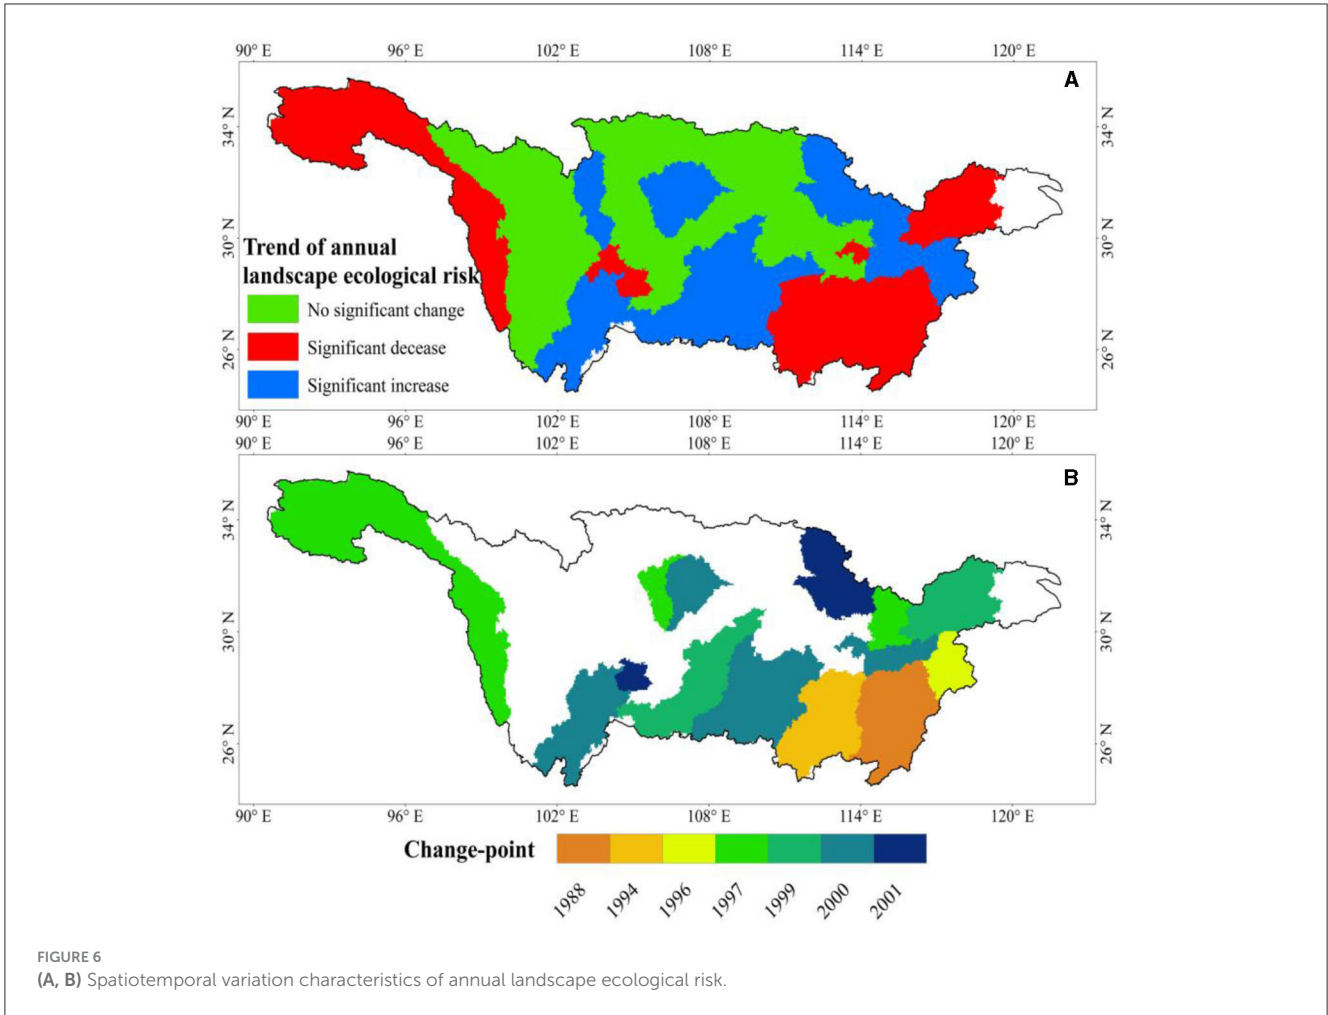 90° E 96° E 102° E 108° E 114° E 120° E
A
34° N 34° N
30° N 30° N
Trend of annual
landscape ecological risk
No significant change
Significant decease
Significant increase
26° N 26° N
90° E 96° E 102° E 108° E 114° E 120° E
90° E 96° E 102° E 108° E 114° E 120° E
B
34° N 34° N
30° N 30° N
26° N 26° N
90° E 96° E 102° E 108° E 114° E 120° E
Change-point
1988 1994 1996 1997 1999 2000 2001
FIGURE 6
(A, B) Spatiotemporal variation characteristics of annual landscape ecological risk.